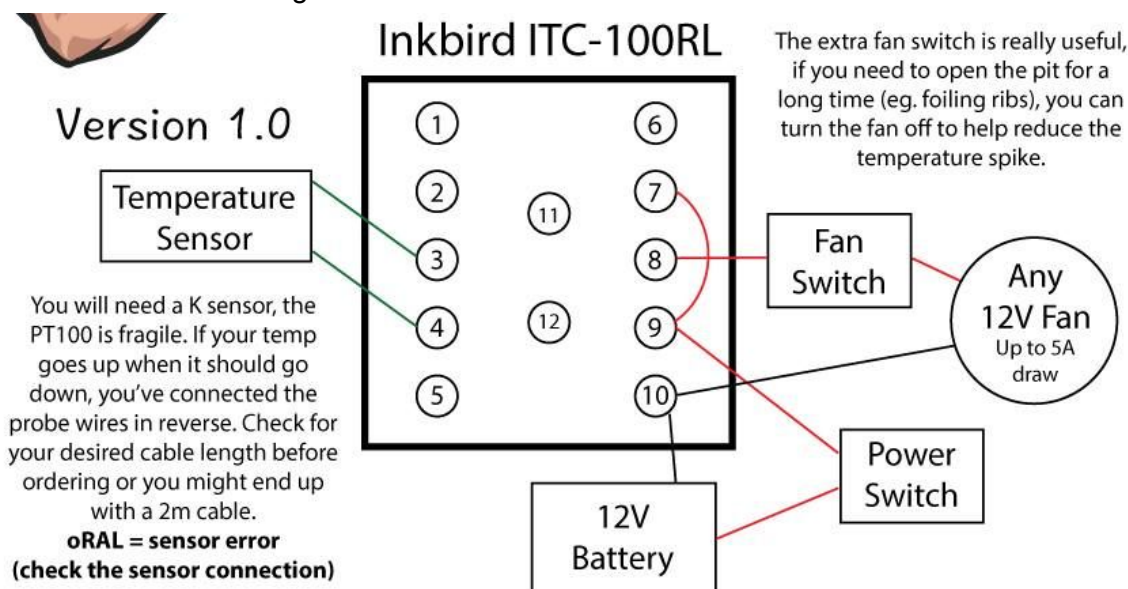 Inkbird ITC-100RL
The extra fan switch is really useful,
if you need to open the pit for a
long time (eg. foiling ribs), you can
turn the fan off to help reduce the
temperature spike.
Version 1.0
Temperature
Sensor
You will need a K sensor, the
PT100 is fragile. If your temp
goes up when it should go
down, you've connected the
probe wires in reverse. Check for
your desired cable length before
ordering or you might end up
with a 2m cable.
oRAL = sensor error
(check the sensor connection)
1
2
3
4
5
11
12
6
7
8
9
10
Fan
Switch
Any
12V Fan
Up to 5A
draw
Power
Switch
12V
Battery